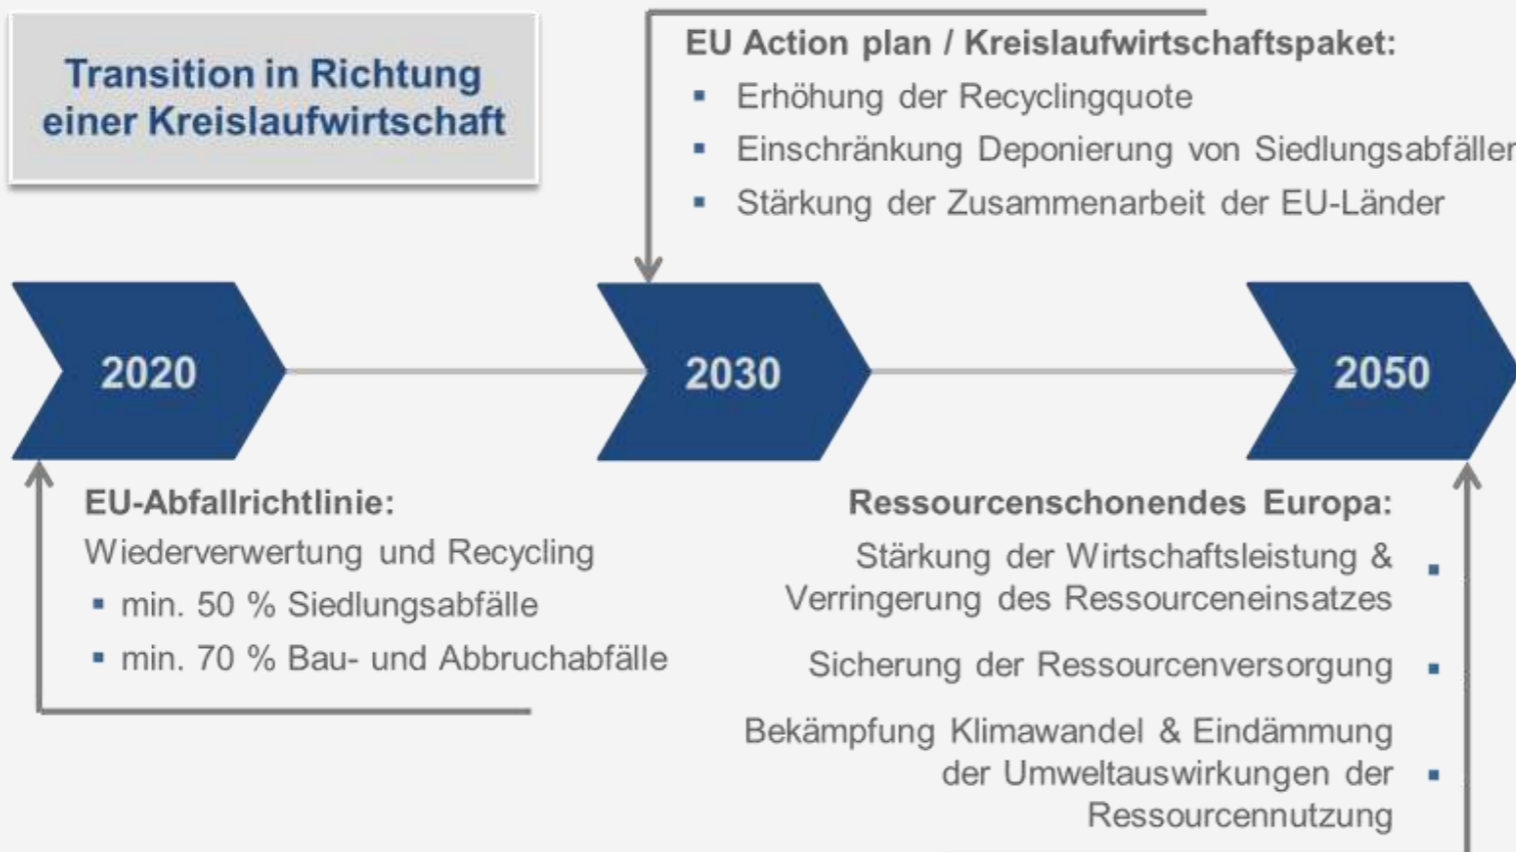 Transition in Richtung
einer Kreislaufwirtschaft
EU Action plan / Kreislaufwirtschaftspaket:
▪ Erhöhung der Recyclingquote
▪ Einschränkung Deponierung von Siedlungsabfäller
▪ Stärkung der Zusammenarbeit der EU-Länder
2020
2030
2050
EU-Abfallrichtlinie:
Wiederverwertung und Recycling
▪ min. 50 % Siedlungsabfälle
▪ min. 70 % Bau- und Abbruchabfälle
Ressourcenschonendes Europa:
Stärkung der Wirtschaftsleistung &
Verringerung des Ressourceneinsatzes
Sicherung der Ressourcenversorgung
Bekämpfung Klimawandel & Eindämmung
der Umweltauswirkungen der
Ressourcennutzung